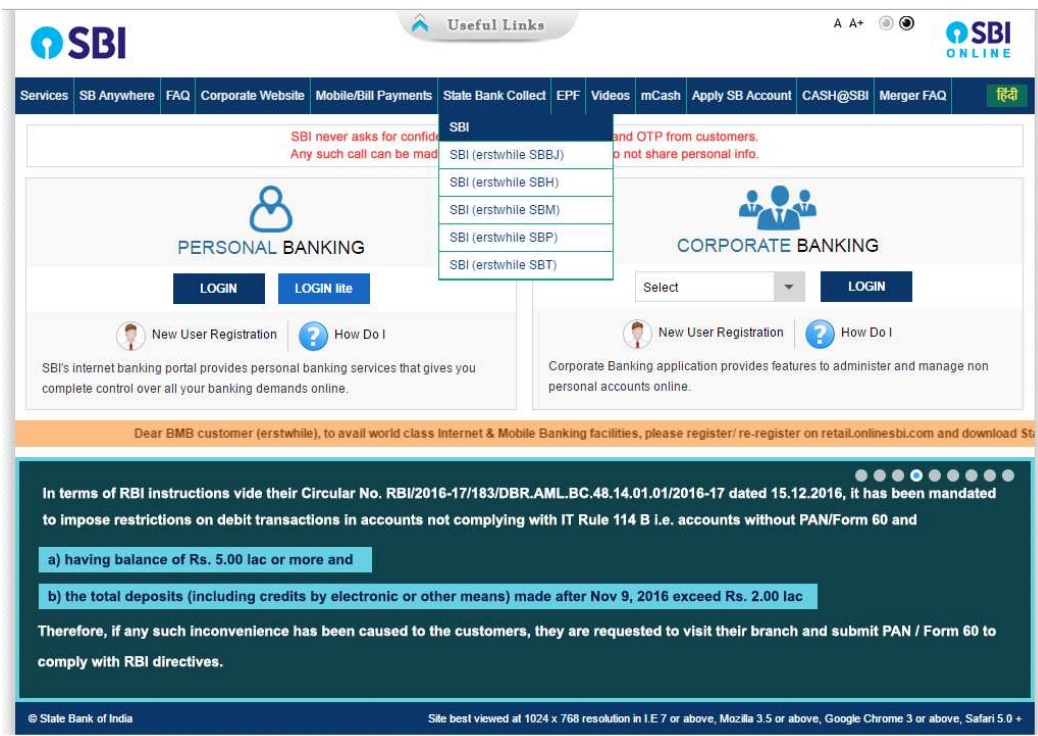 Useful Links
A A+
SBI
SBI
ONLINE
Services SB Anywhere FAQ Corporate Website Mobile/Bill Payments State Bank Collect EPF Videos mCash Apply SB Account CASH@SBI Merger FAQ हिंदी
SBI
SBI (erstwhile SBBJ)
SBI (erstwhile SBH)
SBI (erstwhile SBM)
SBI (erstwhile SBP)
SBI (erstwhile SBT)
SBI never asks for confide and OTP from customers.
Any such call can be mad o not share personal info.
PERSONAL BANKING
LOGIN LOGIN lite
New User Registration How Do I
SBI's internet banking portal provides personal banking services that gives you
complete control over all your banking demands online.
CORPORATE BANKING
Select LOGIN
New User Registration How Do I
Corporate Banking application provides features to administer and manage non
personal accounts online.
Dear BMB customer (erstwhile), to avail world class Internet & Mobile Banking facilities, please register/ re-register on retail.onlinesbi.com and download Sta
In terms of RBI instructions vide their Circular No. RBI/2016-17/183/DBR.AML.BC.48.14.01.01/2016-17 dated 15.12.2016, it has been mandated
to impose restrictions on debit transactions in accounts not complying with IT Rule 114 B i.e. accounts without PAN/Form 60 and
a) having balance of Rs. 5.00 lac or more and
b) the total deposits (including credits by electronic or other means) made after Nov 9, 2016 exceed Rs. 2.00 lac
Therefore, if any such inconvenience has been caused to the customers, they are requested to visit their branch and submit PAN / Form 60 to
comply with RBI directives.
© State Bank of India Site best viewed at 1024 x 768 resolution in I.E 7 or above, Mozilla 3.5 or above, Google Chrome 3 or above, Safari 5.0 +